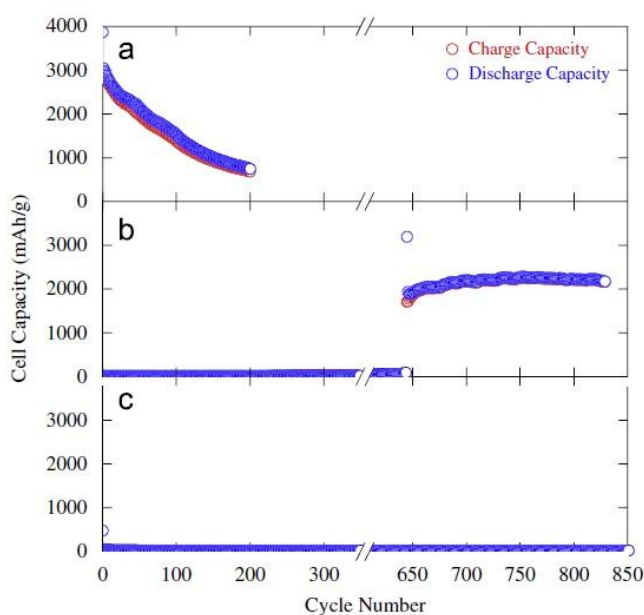 4000
a
Charge Capacity
3000
Discharge Capacity
2000
1000
0
b
3000
2000
1000
0
c
3000
2000
1000
0
0 100 200 300 650 700 750 800 850
Cell Capacity (mAh/g)
Cycle Number